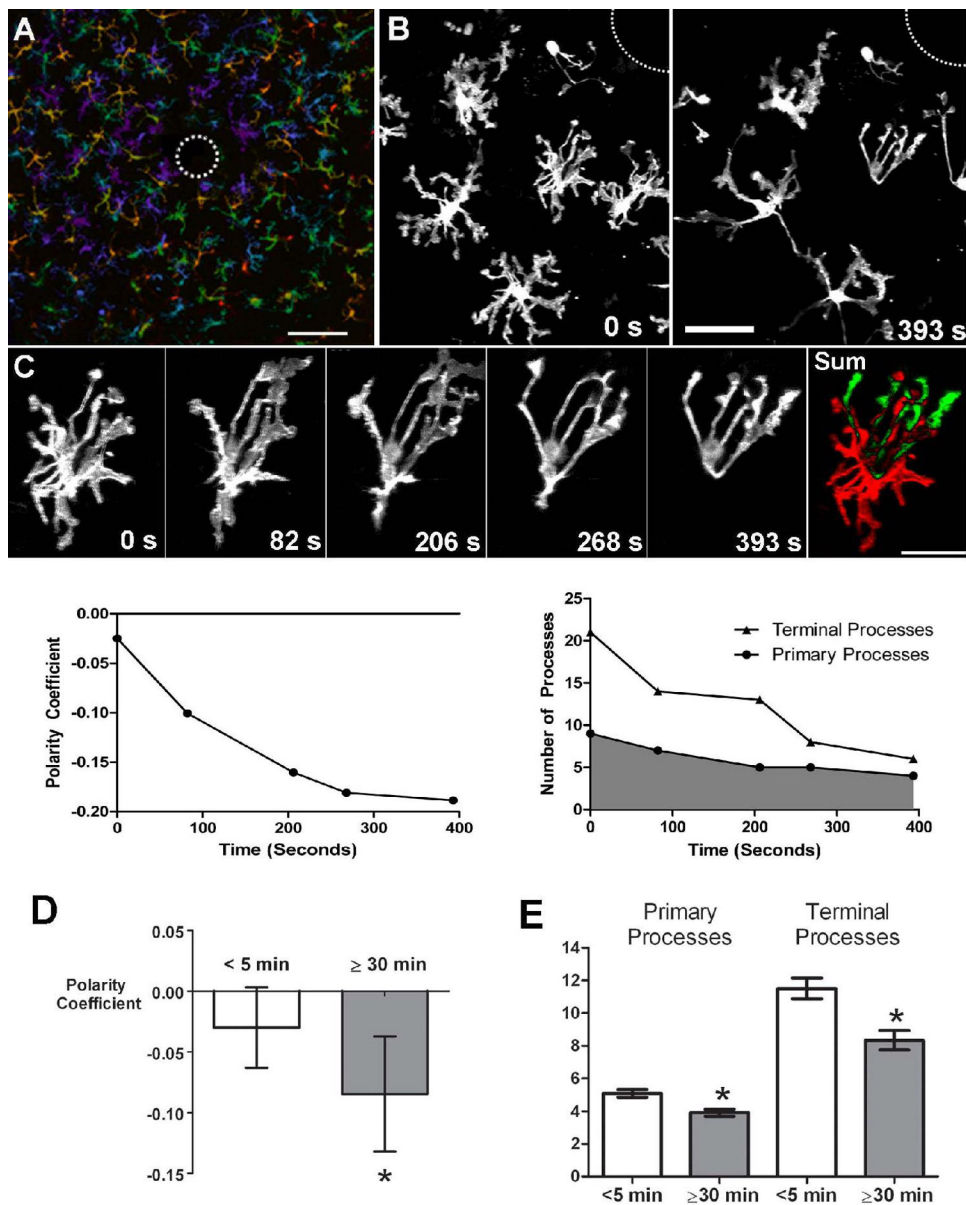 A
B
0 s
393 s
C
Sum
0 s
82 s
206 s
268 s
393 s
0.00
-0.05
-0.10
-0.15
-0.20
Polarity Coefficient
0
100
200
300
400
Time (Seconds)
25
20
15
10
5
0
Number of Processes
Terminal Processes
Primary Processes
0
100
200
300
400
Time (Seconds)
D
0.05
0.00
-0.05
-0.10
-0.15
Polarity
Coefficient
< 5 min
≥ 30 min
*
E
Primary
Processes
Terminal
Processes
14
12
10
8
6
4
2
0
*
*
<5 min
≥30 min
<5 min
≥30 min